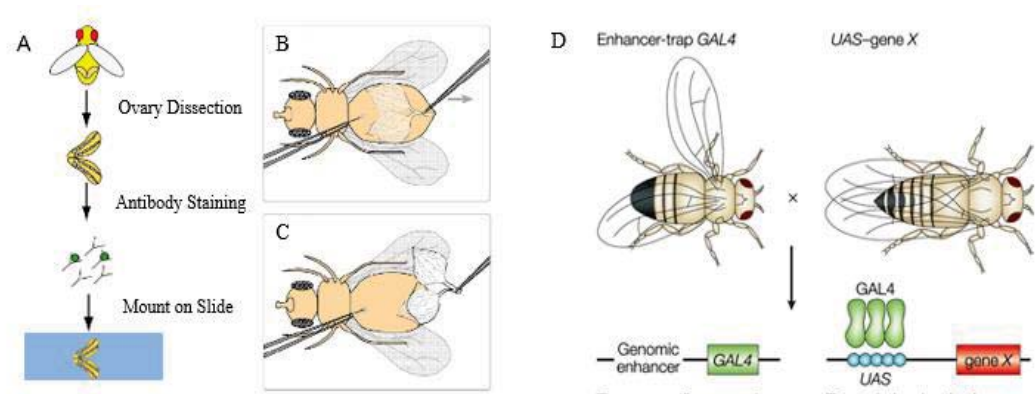 A
Ovary Dissection
Antibody Staining
Mount on Slide
B
C
D
Enhancer-trap GAL4
UAS–gene X
×
GAL4
Genomic
enhancer
GAL4
UAS
gene X